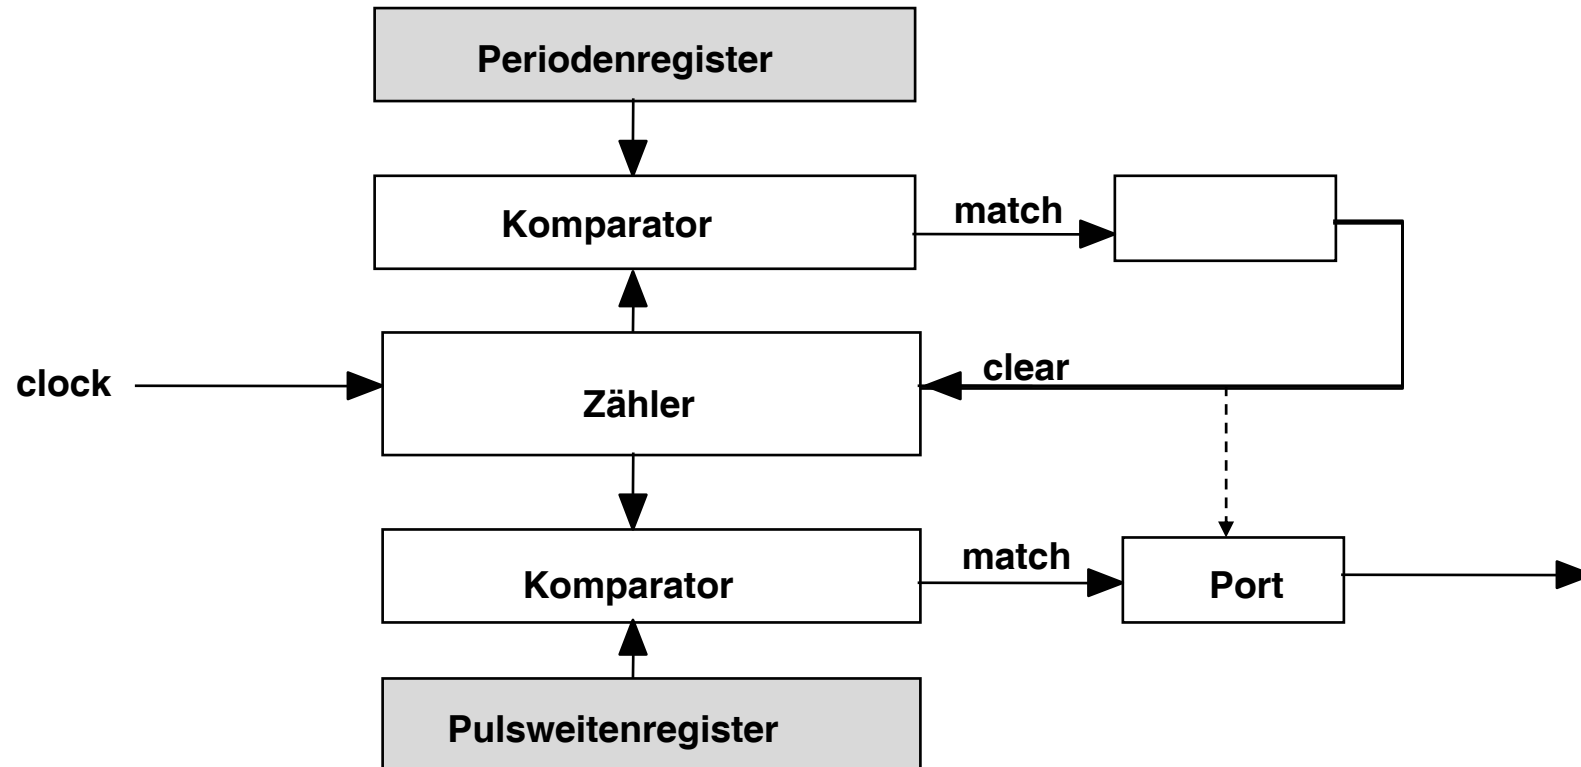 Periodenregister
Komparator
match
clock
Zähler
clear
Komparator
match
Port
Pulsweitenregister